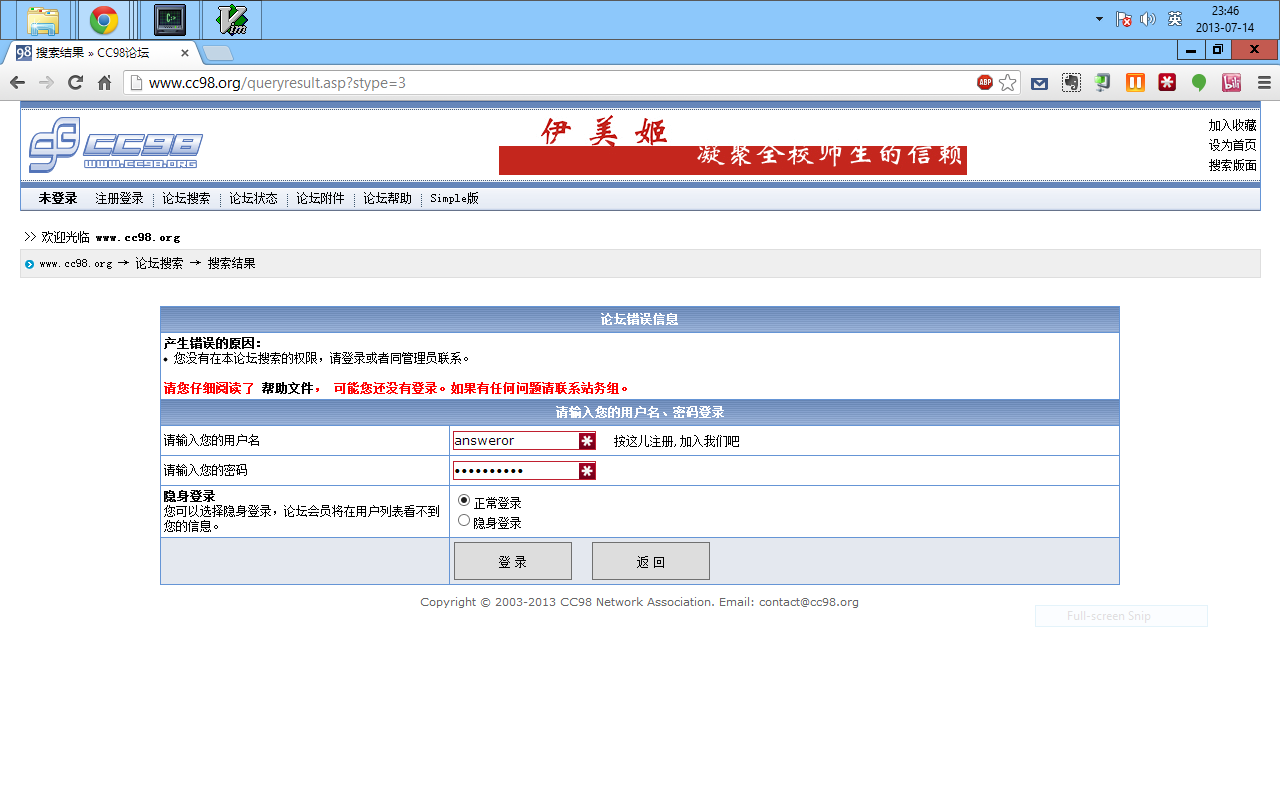 23:46
2013-07-14
英
98 搜索结果 » CC98论坛
www.cc98.org/queryresult.asp?stype=3
ABP
CC98
WWW.CC98.ORG
伊美姬
凝聚全校师生的信赖
加入收藏
设为首页
搜索版面
未登录 注册登录 论坛搜索 论坛状态 论坛附件 论坛帮助 Simple版
>> 欢迎光临 www.cc98.org
www.cc98.org → 论坛搜索 → 搜索结果
论坛错误信息
产生错误的原因：
• 您没有在本论坛搜索的权限，请登录或者同管理员联系。
请您仔细阅读了 帮助文件， 可能您还没有登录。如果有任何问题请联系站务组。
请输入您的用户名、密码登录
请输入您的用户名 answeror 按这儿注册,加入我们吧
请输入您的密码 ••••••••••
隐身登录
您可以选择隐身登录，论坛会员将在用户列表看不到
您的信息。
正常登录
隐身登录
登 录 返 回
Copyright © 2003-2013 CC98 Network Association. Email: contact@cc98.org
Full-screen Snip